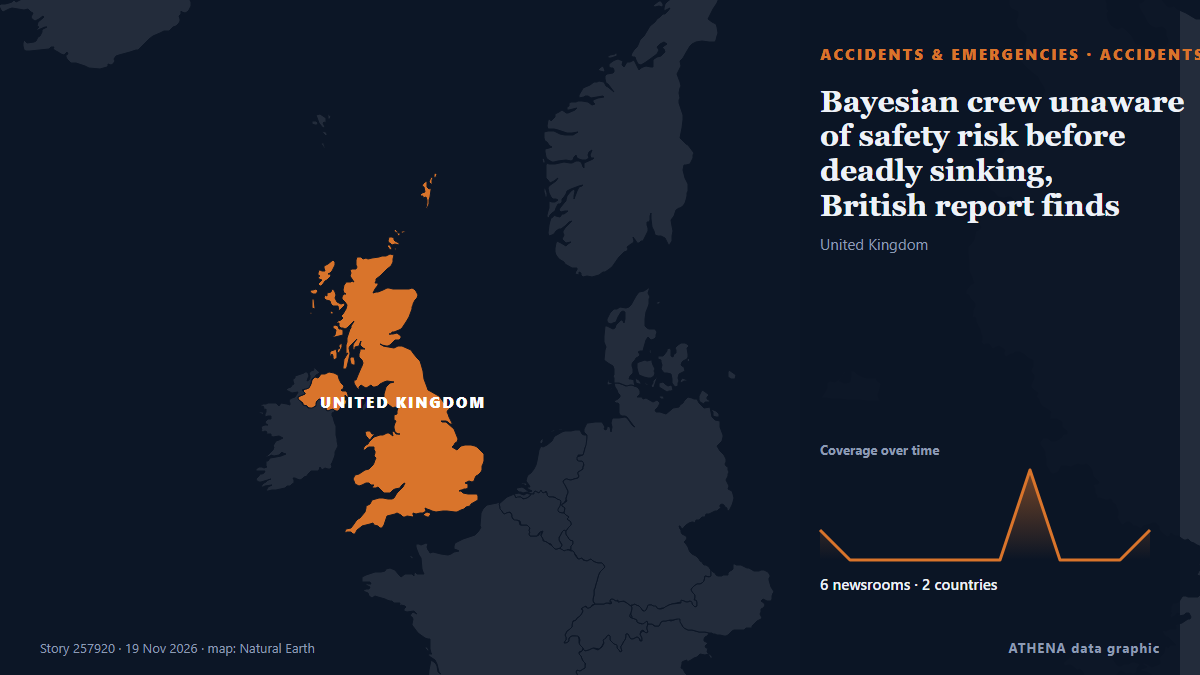 ACCIDENTS & EMERGENCIES · ACCIDENTS
Bayesian crew unaware
of safety risk before
deadly sinking,
British report finds
United Kingdom
UNITED KINGDOM
Coverage over time
6 newsrooms · 2 countries
Story 257920 · 19 Nov 2026 · map: Natural Earth
ATHENA data graphic